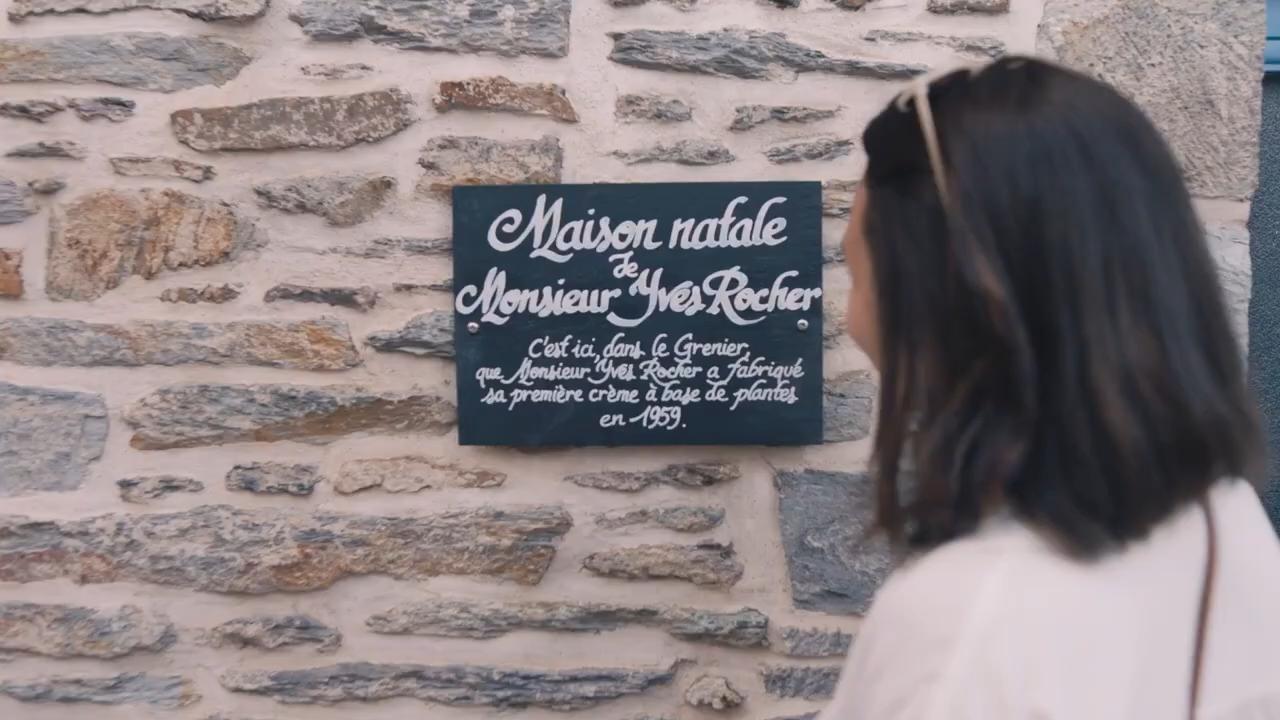 Maison natale
de
Monsieur Yves Rocher
C'est ici, dans le Grenier,
que Monsieur Yves Rocher a fabriqué
sa première crème à base de plantes
en 1959.